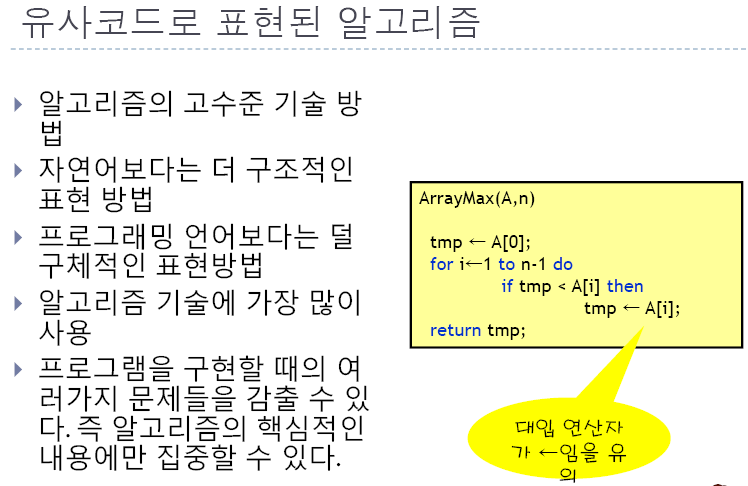 유사코드로 표현된 알고리즘
알고리즘의 고수준 기술 방
법
자연어보다는 더 구조적인
표현 방법
프로그래밍 언어보다는 덜
구체적인 표현방법
알고리즘 기술에 가장 많이
사용
프로그램을 구현할 때의 여
러가지 문제들을 감출 수 있
다. 즉 알고리즘의 핵심적인
내용에만 집중할 수 있다.
ArrayMax(A,n)
tmp ← A[0];
for i←1 to n-1 do
if tmp < A[i] then
tmp ← A[i];
return tmp;
대입 연산자
가 ←임을 유
의